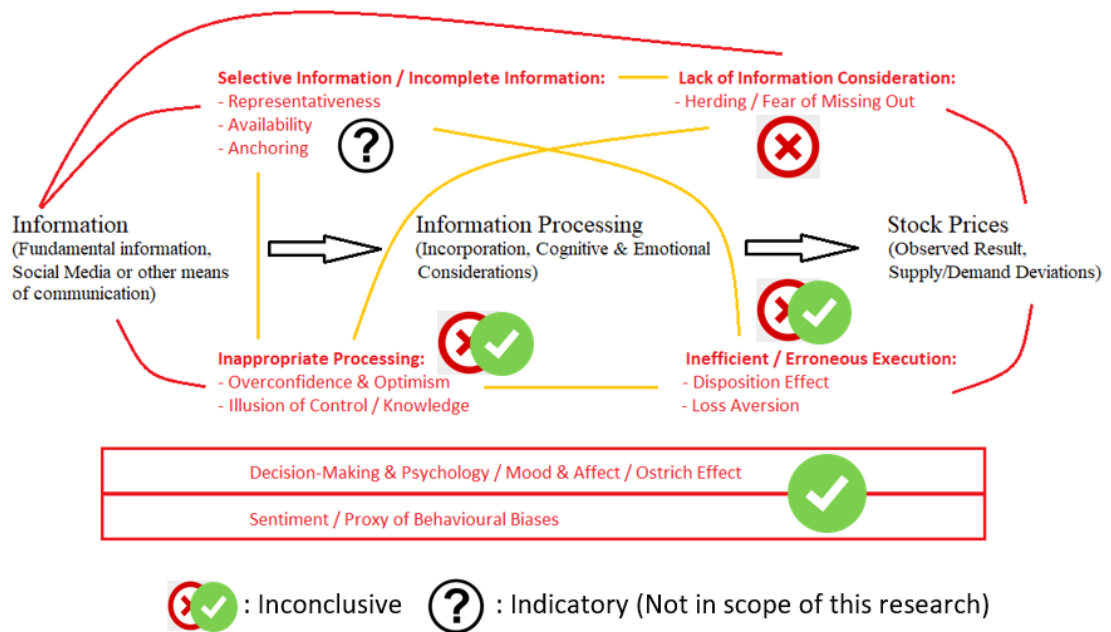 Selective Information / Incomplete Information:
- Representativeness
- Availability
- Anchoring
?
Lack of Information Consideration:
- Herding / Fear of Missing Out
Information
(Fundamental information,
Social Media or other means
of communication)
Information Processing
(Incorporation, Cognitive & Emotional
Considerations)
Stock Prices
(Observed Result,
Supply/Demand Deviations)
Inappropriate Processing:
- Overconfidence & Optimism
- Illusion of Control / Knowledge
Inefficient / Erroneous Execution:
- Disposition Effect
- Loss Aversion
Decision-Making & Psychology / Mood & Affect / Ostrich Effect
Sentiment / Proxy of Behavioural Biases
: Inconclusive ? : Indicatory (Not in scope of this research)